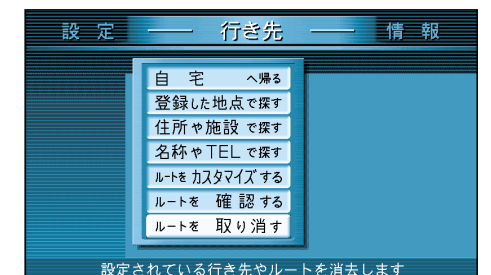 設定 行き先 情報
自宅へ帰る
登録した地点で探す
住所や施設で探す
名称やTELで探す
ルートをカスタマイズする
ルートを確認する
ルートを取り消す
設定されている行き先やルートを消去します